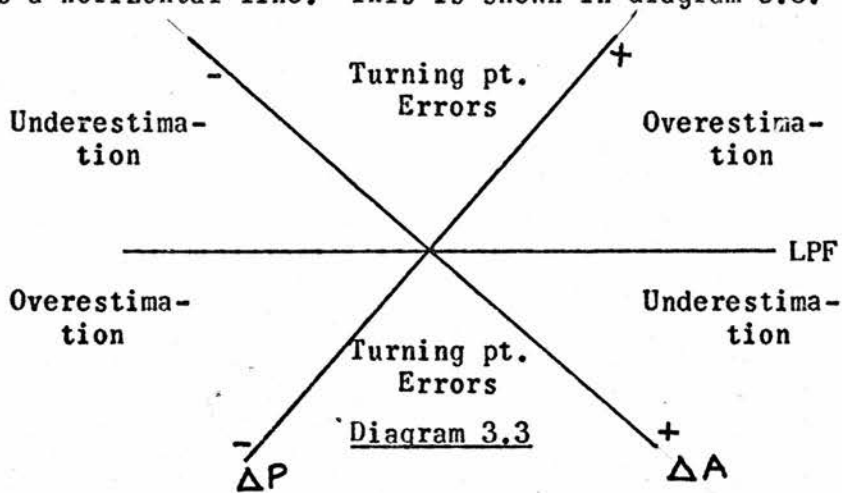 a horizontal line. This is shown in diagram 3.3.
-
+
Turning pt.
Errors
Underestima-
tion
Overestima-
tion
LPF
Overestima-
tion
Underestima-
tion
Turning pt.
Errors
-
+
Diagram 3.3
ΔP
ΔA